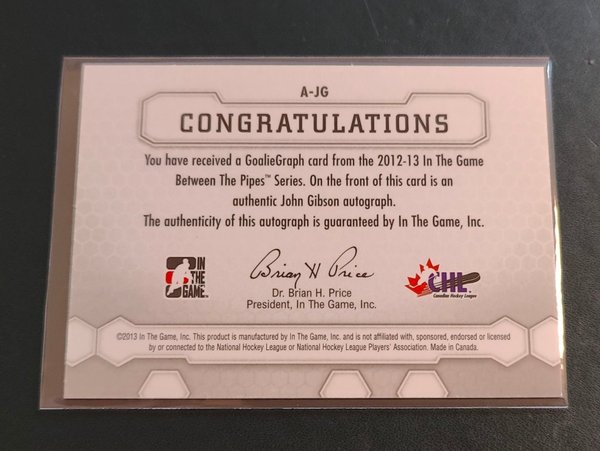 A-JG
CONGRATULATIONS
You have received a GoalieGraph card from the 2012-13 In The Game
Between The Pipes™ Series. On the front of this card is an
authentic John Gibson autograph.
The authenticity of this autograph is guaranteed by In The Game, Inc.
IN
THE
GAME
Brian H Price
Dr. Brian H. Price
President, In The Game, Inc.
CHL
Canadian Hockey League
©2013 In The Game, Inc. This product is manufactured by In The Game, Inc. and is not affiliated with, sponsored, endorsed or licensed
by or connected to the National Hockey League or National Hockey League Players' Association. Made in Canada.